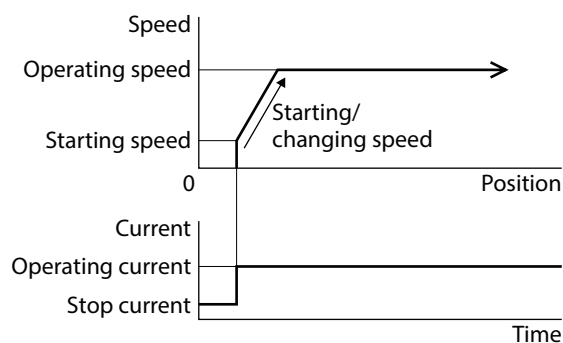 Speed
Operating speed
Starting/
changing speed
Starting speed
0
Position
Current
Operating current
Stop current
Time